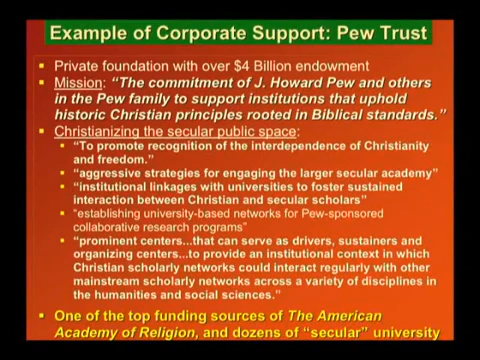 Example of Corporate Support: Pew Trust
Private foundation with over $4 Billion endowment
Mission: “The commitment of J. Howard Pew and others
in the Pew family to support institutions that uphold
historic Christian principles rooted in Biblical standards.”
Christianizing the secular public space:
“To promote recognition of the interdependence of Christianity
and freedom.”
“aggressive strategies for engaging the larger secular academy”
“institutional linkages with universities to foster sustained
interaction between Christian and secular scholars”
“establishing university-based networks for Pew-sponsored
collaborative research programs”
“prominent centers...that can serve as drivers, sustainers and
organizing centers...to provide an institutional context in which
Christian scholarly networks could interact regularly with other
mainstream scholarly networks across a variety of disciplines in
the humanities and social sciences.”
One of the top funding sources of The American
Academy of Religion, and dozens of “secular” university